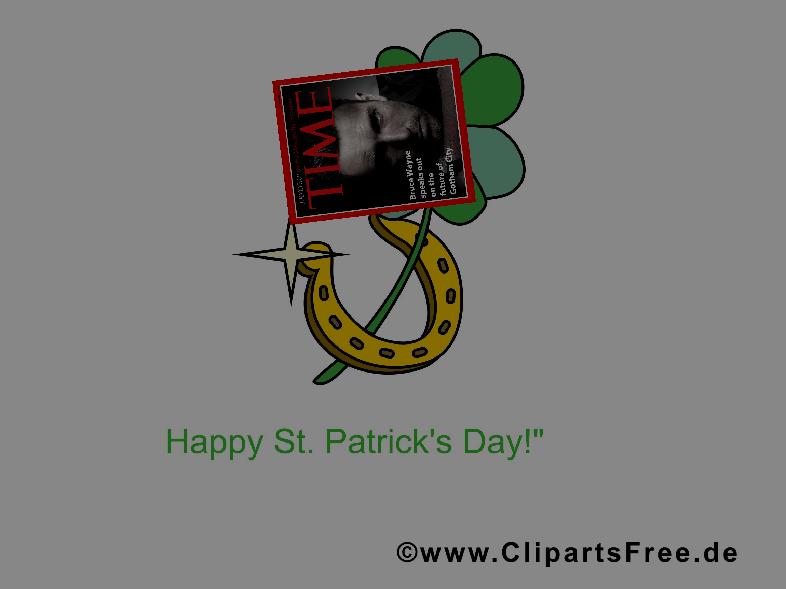 TIME
Bruce Wayne
speaks out
on the
future of
Gotham City
Happy St. Patrick's Day!"
©www.ClipartsFree.de